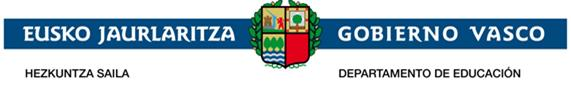 EUSKO JAURLARITZA GOBIERNO VASCO
HEZKUNTZA SAILA DEPARTAMENTO DE EDUCACIÓN